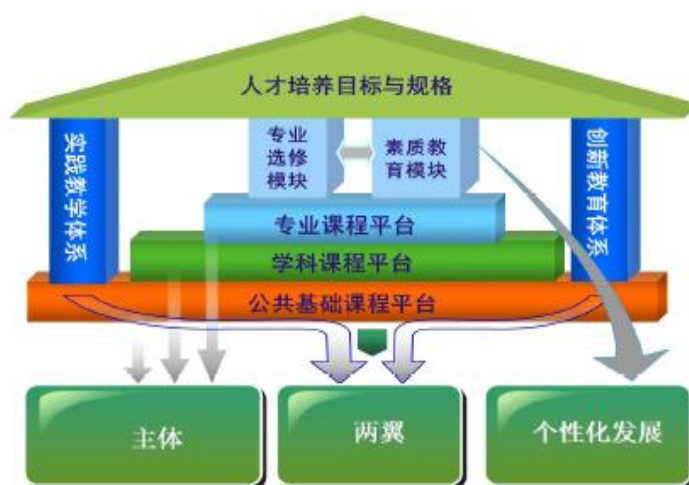 人才培养目标与规格
实践教学体系
专业
选修
模块
素质教
育模块
创新教育体系
专业课程平台
学科课程平台
公共基础课程平台
主体
两翼
个性化发展